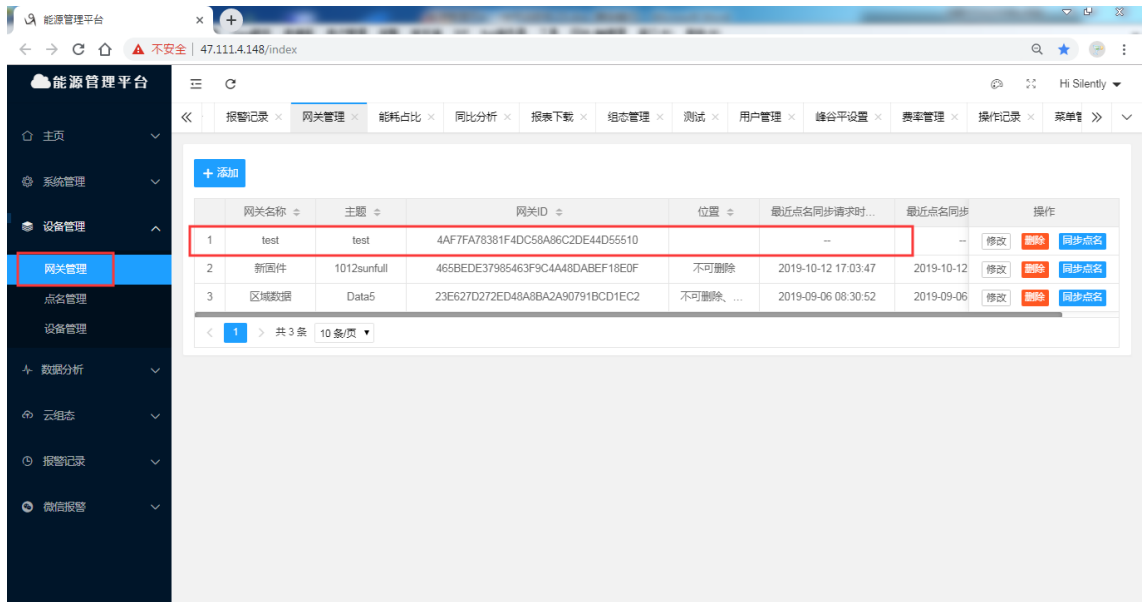 能源管理平台
不安全 | 47.111.4.148/index
能源管理平台
Hi Silently
报警记录 网关管理 能耗占比 同比分析 报表下载 组态管理 测试 用户管理 峰谷平设置 费率管理 操作记录 菜单管
主页
系统管理
设备管理
网关管理
点名管理
设备管理
数据分析
云组态
报警记录
微信报警
+ 添加
网关名称 主题 网关ID 位置 最近点名同步请求时... 最近点名同步 操作
1 test test 4AF7FA78381F4DC58A86C2DE44D55510 -- -- 修改 删除 同步点名
2 新固件 1012sunfull 465BEDE37985463F9C4A48DABEF18E0F 不可删除 2019-10-12 17:03:47 2019-10-12 修改 删除 同步点名
3 区域数据 Data5 23E627D272ED48A8BA2A90791BCD1EC2 不可删除、... 2019-09-06 08:30:52 2019-09-06 修改 删除 同步点名
1 共 3 条 10 条/页